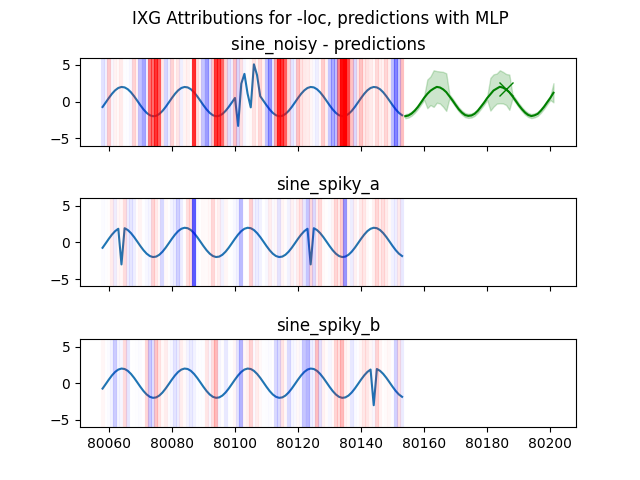 IXG Attributions for -loc, predictions with MLP
sine_noisy - predictions
5
0
−5
sine_spiky_a
5
0
−5
sine_spiky_b
5
0
−5
80060 80080 80100 80120 80140 80160 80180 80200